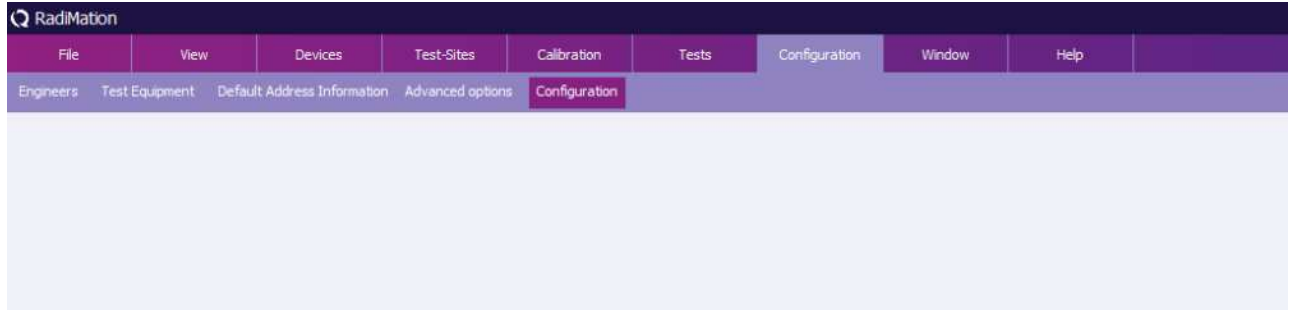 RadiMation
File View Devices Test-Sites Calibration Tests Configuration Window Help
Engineers Test Equipment Default Address Information Advanced options Configuration